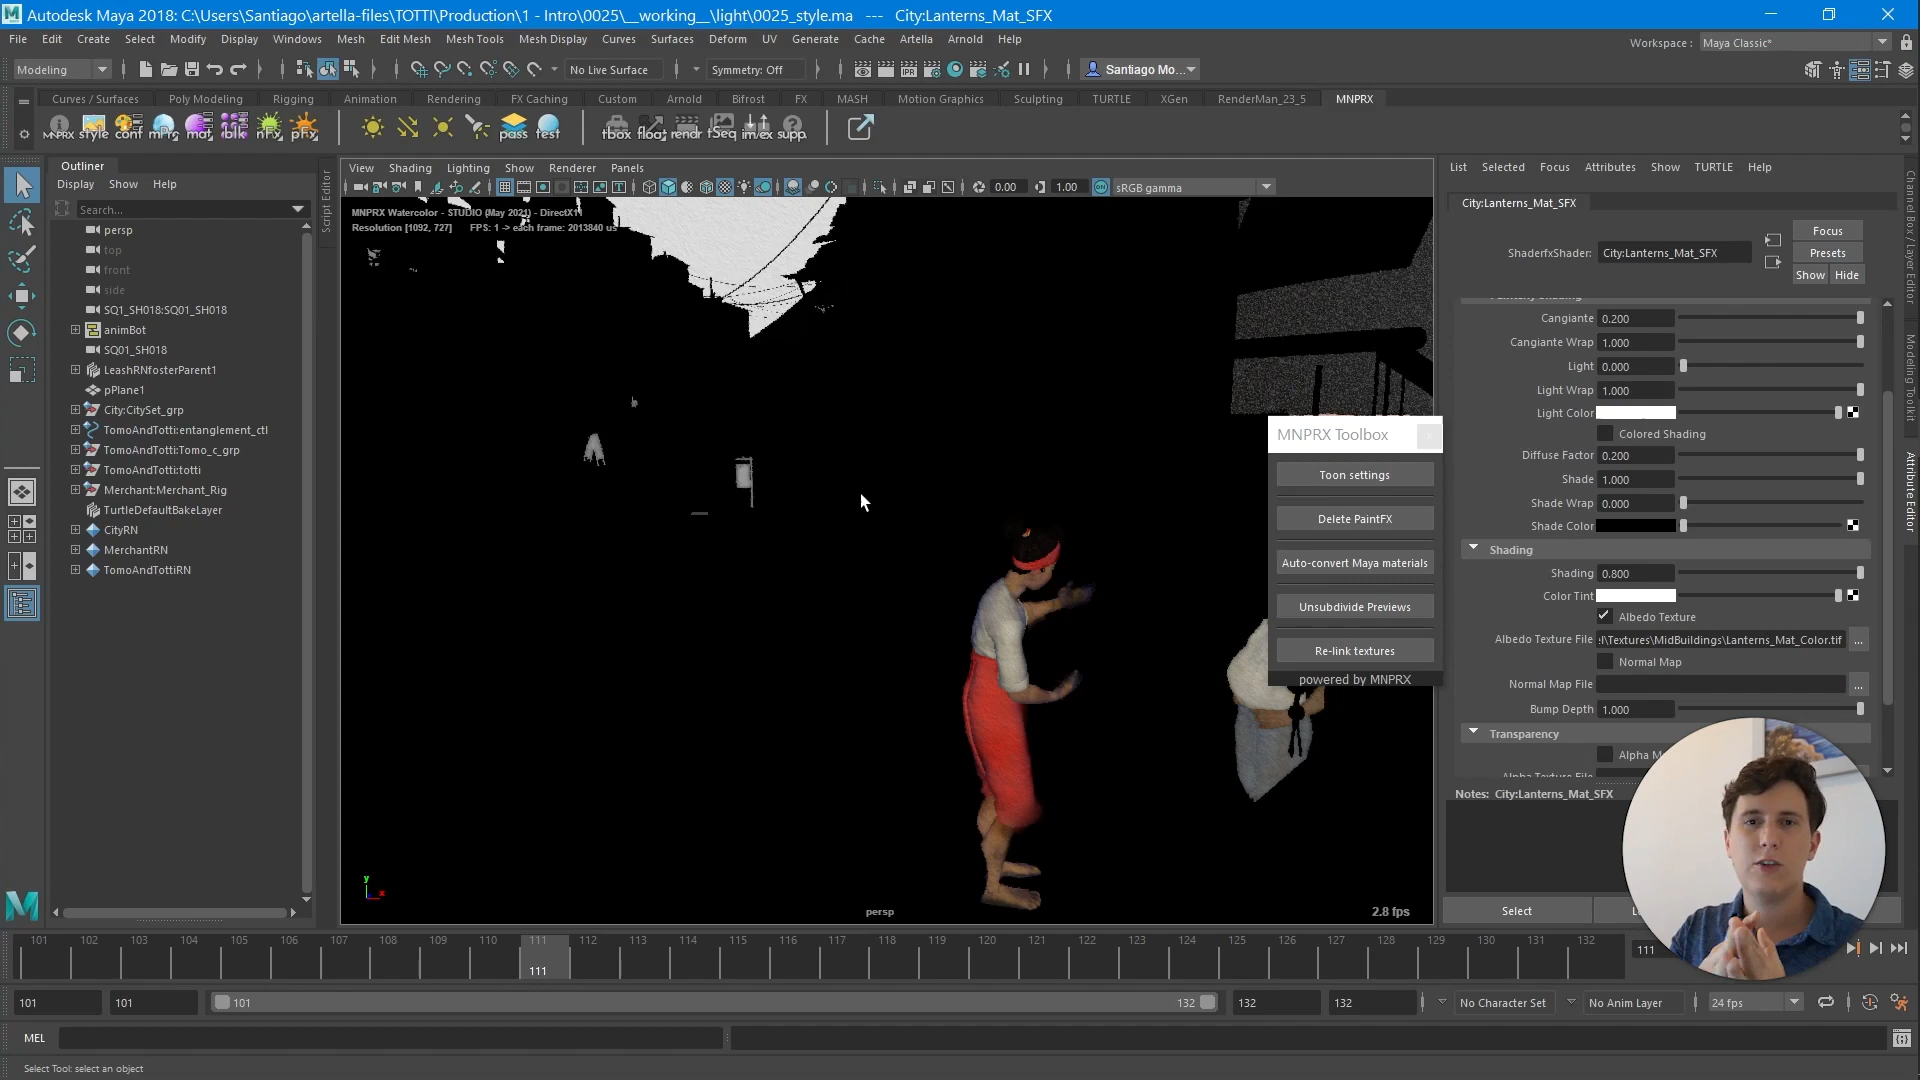 Autodesk Maya 2018: C:\Users\Santiago\artella-files\TOTTI\Production\1 - Intro\0025\__working__\light\0025_style.ma   ---   City:Lanterns_Mat_SFX
File Edit Create Select Modify Display Windows Mesh Edit Mesh Mesh Tools Mesh Display Curves Surfaces Deform UV Generate Cache Artella Arnold Help
Workspace : Maya Classic*
Modeling No Live Surface Symmetry: Off Santiago Mo...
Curves / Surfaces Poly Modeling Rigging Animation Rendering FX Caching Custom Arnold Bifrost FX MASH Motion Graphics Sculpting TURTLE XGen RenderMan_23_5 MNPRX
MNPRX style conf mPrc mat blk nFx pFx pass test tbox float rendr tSeq im/ex supp.
Outliner
Display Show Help
Search...
persp
top
front
side
SQ1_SH018:SQ01_SH018
animBot
SQ01_SH018
LeashRNfosterParent1
pPlane1
City:CitySet_grp
TomoAndTotti:entanglement_ctl
TomoAndTotti:Tomo_c_grp
TomoAndTotti:totti
Merchant:Merchant_Rig
TurtleDefaultBakeLayer
CityRN
MerchantRN
TomoAndTottiRN
Script Editor
View Shading Lighting Show Renderer Panels
0.00 1.00 sRGB gamma
MNPRX Watercolor - STUDIO (May 2021) - DirectX11
Resolution [1092, 727] FPS: 1 -> each frame: 2013840 us
persp
2.8 fps
MNPRX Toolbox
Toon settings
Delete PaintFX
Auto-convert Maya materials
Unsubdivide Previews
Re-link textures
powered by MNPRX
List Selected Focus Attributes Show TURTLE Help
City:Lanterns_Mat_SFX
ShaderfxShader: City:Lanterns_Mat_SFX
Focus
Presets
Show Hide
Cangiante 0.200
Cangiante Wrap 1.000
Light 0.000
Light Wrap 1.000
Light Color
Colored Shading
Diffuse Factor 0.200
Shade 1.000
Shade Wrap 0.000
Shade Color
Shading
Shading 0.800
Color Tint
Albedo Texture
Albedo Texture File l\Textures\MidBuildings\Lanterns_Mat_Color.tif ...
Normal Map
Normal Map File ...
Bump Depth 1.000
Transparency
Notes: City:Lanterns_Mat_SFX
Select
Channel Box / Layer Editor
Modeling Toolkit
Attribute Editor
101 102 103 104 105 106 107 108 109 110 111 112 113 114 115 116 117 118 119 120 121 122 123 124 125 126 127 128 129 130 131 132
111 111
101 101 101 132 132 132 No Character Set No Anim Layer 24 fps
MEL
Select Tool: select an object